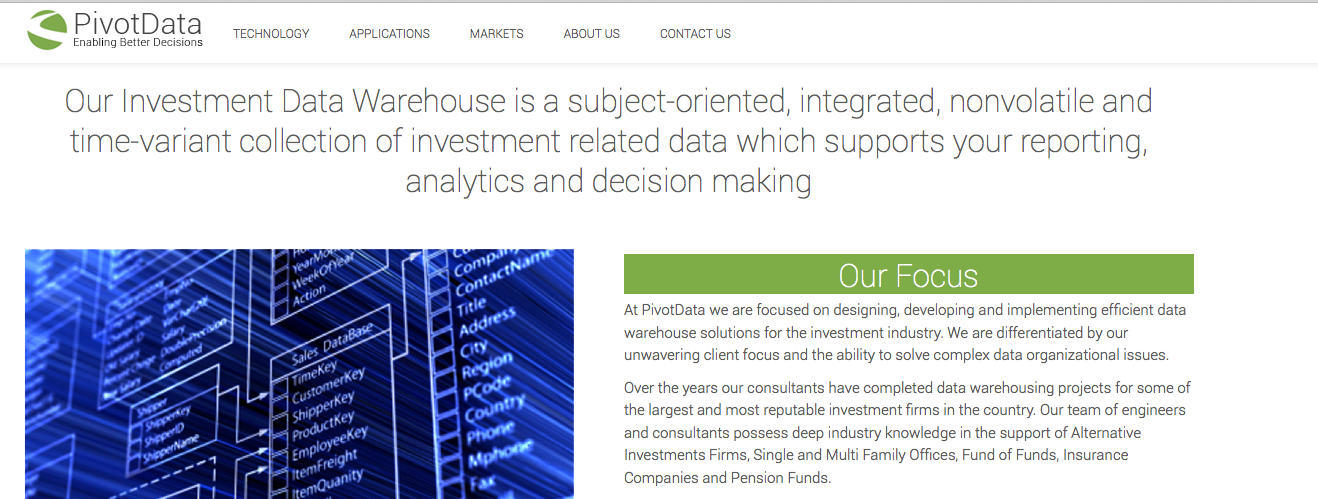 PivotData
Enabling Better Decisions
TECHNOLOGY
APPLICATIONS
MARKETS
ABOUT US
CONTACT US
Our Investment Data Warehouse is a subject-oriented, integrated, nonvolatile and
time-variant collection of investment related data which supports your reporting,
analytics and decision making
WeekOfYear
Action
Sales DataBase
TimeKey
CustomerKey
ShipperKey
ProductKey
EmployeeKey
ItemFreight
ItemQuanity
ContactName
Title
Address
City
Region
PCode
Country
Phone
Mphone
Fax
Salary
DoublePrecision
Computed
Shipper
ShipperKey
ShipperID
ShipperName
Our Focus
At PivotData we are focused on designing, developing and implementing efficient data
warehouse solutions for the investment industry. We are differentiated by our
unwavering client focus and the ability to solve complex data organizational issues.
Over the years our consultants have completed data warehousing projects for some of
the largest and most reputable investment firms in the country. Our team of engineers
and consultants possess deep industry knowledge in the support of Alternative
Investments Firms, Single and Multi Family Offices, Fund of Funds, Insurance
Companies and Pension Funds.